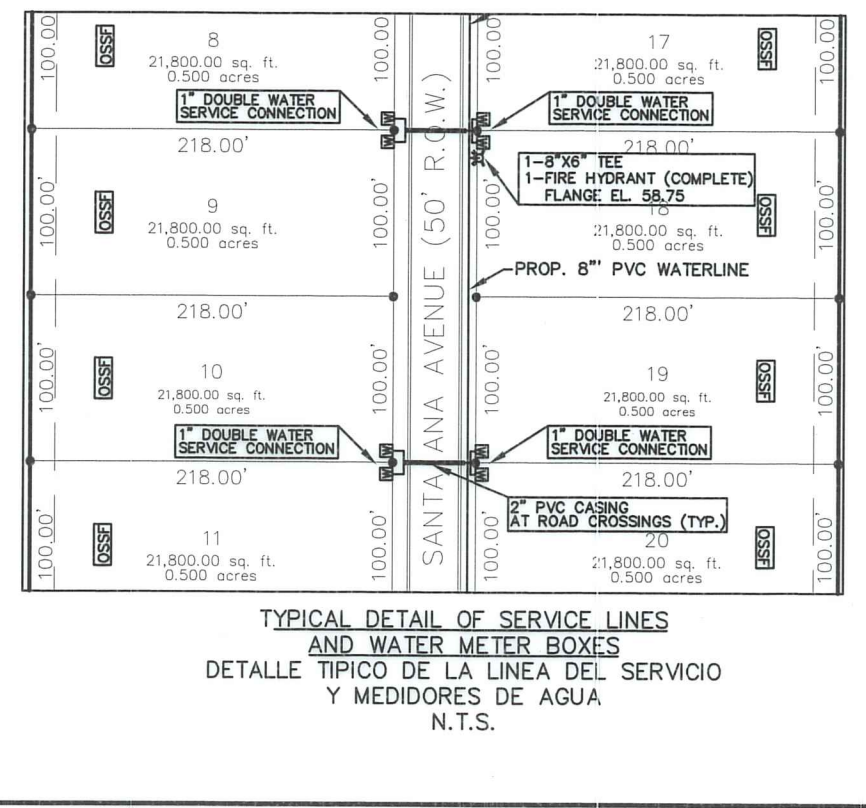 8
21,800.00 sq. ft.
0.500 acres
OSSF
100.00
100.00'
1" DOUBLE WATER
SERVICE CONNECTION
W
W
218.00'
17
21,800.00 sq. ft.
0.500 acres
OSSF
100.00'
100.00'
1" DOUBLE WATER
SERVICE CONNECTION
W
W
218.00'
1-8"X6" TEE
1-FIRE HYDRANT (COMPLETE)
FLANGE EL. 58.75
9
21,800.00 sq. ft.
0.500 acres
OSSF
100.00'
100.00'
218.00'
SANTA ANA AVENUE (50' R.O.W.)
18
21,800.00 sq. ft.
0.500 acres
OSSF
100.00'
100.00'
PROP. 8"' PVC WATERLINE
218.00'
10
21,800.00 sq. ft.
0.500 acres
OSSF
100.00'
100.00'
1" DOUBLE WATER
SERVICE CONNECTION
W
W
218.00'
19
21,800.00 sq. ft.
0.500 acres
OSSF
100.00'
100.00'
1" DOUBLE WATER
SERVICE CONNECTION
W
W
218.00'
2" PVC CASING
AT ROAD CROSSINGS (TYP.)
11
21,800.00 sq. ft.
0.500 acres
OSSF
100.00'
100.00'
20
21,800.00 sq. ft.
0.500 acres
OSSF
100.00'
100.00'
TYPICAL DETAIL OF SERVICE LINES
AND WATER METER BOXES
DETALLE TIPICO DE LA LINEA DEL SERVICIO
Y MEDIDORES DE AGUA
N.T.S.